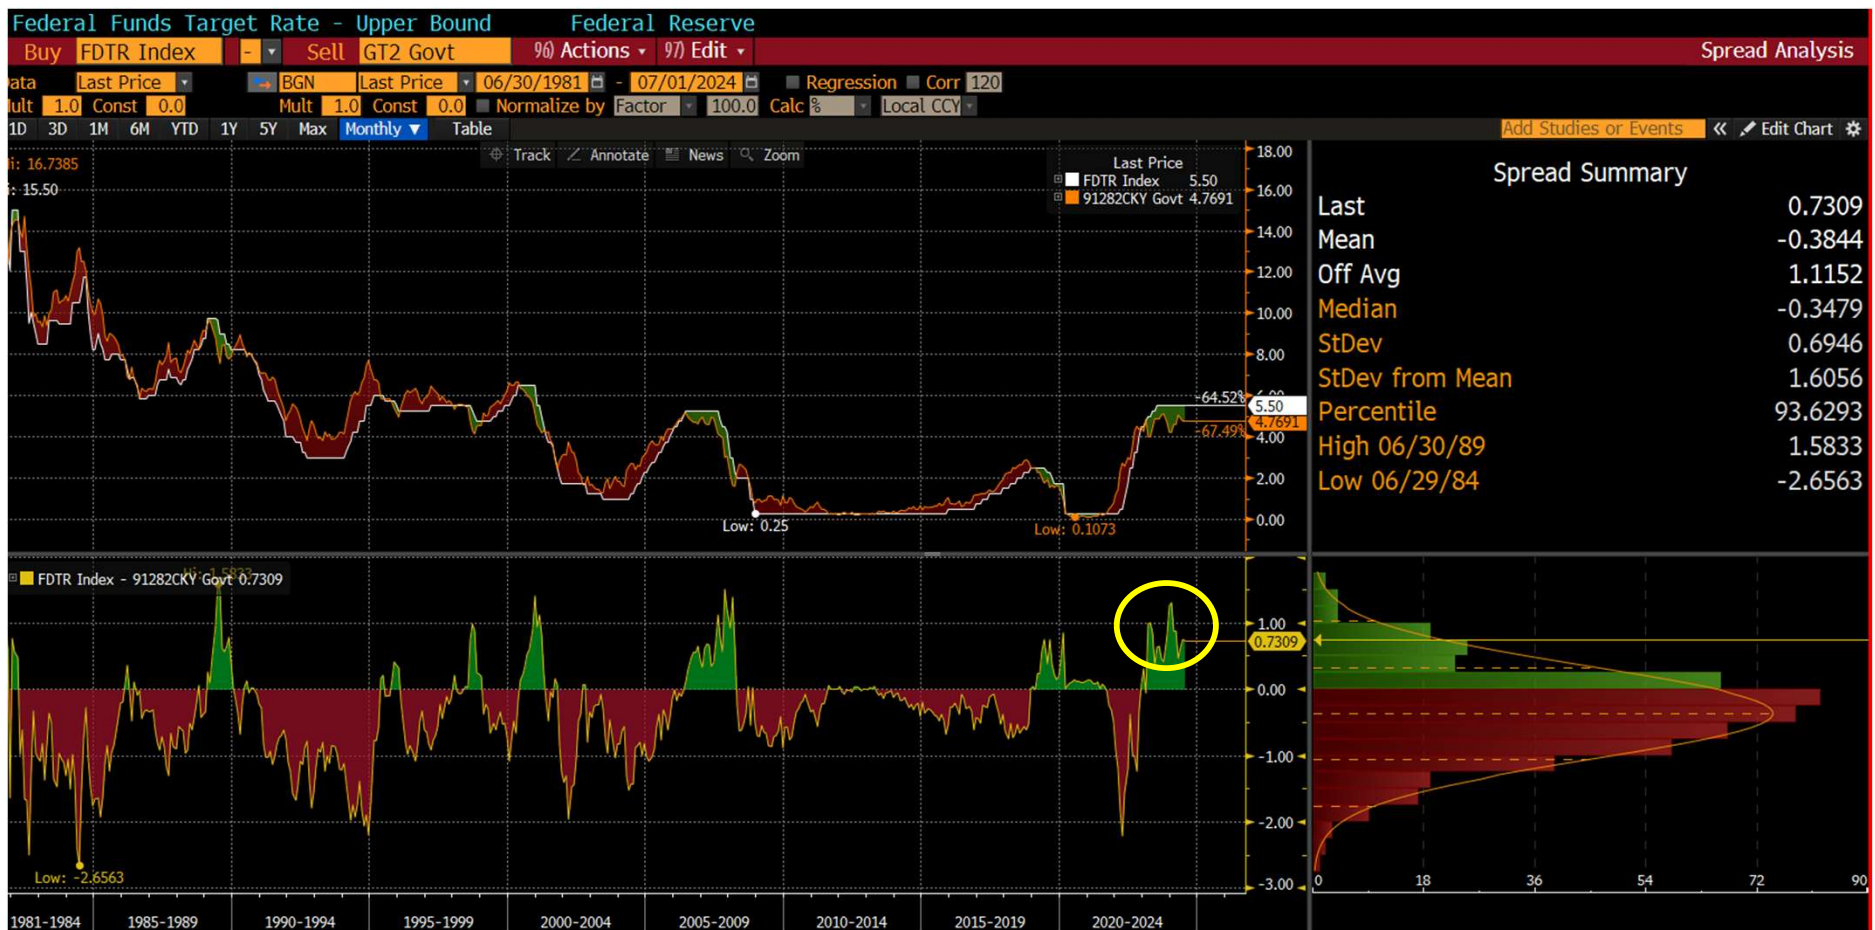 Federal Funds Target Rate - Upper Bound Federal Reserve
Buy FDTR Index - Sell GT2 Govt 96) Actions 97) Edit Spread Analysis
ata Last Price BGN Last Price 06/30/1981 - 07/01/2024 Regression Corr 120
ult 1.0 Const 0.0 Mult 1.0 Const 0.0 Normalize by Factor 100.0 Calc % Local CCY
1D 3D 1M 6M YTD 1Y 5Y Max Monthly ▼ Table Add Studies or Events « Edit Chart
Track Annotate News Zoom
i: 16.7385
: 15.50
Last Price
FDTR Index 5.50
91282CKY Govt 4.7691
18.00
16.00
14.00
12.00
10.00
8.00
6.00
-64.52%
5.50
4.7691
-67.49%
4.00
2.00
0.00
Low: 0.25
Low: 0.1073
Spread Summary
Last 0.7309
Mean -0.3844
Off Avg 1.1152
Median -0.3479
StDev 0.6946
StDev from Mean 1.6056
Percentile 93.6293
High 06/30/89 1.5833
Low 06/29/84 -2.6563
Hi: 1.5833
FDTR Index - 91282CKY Govt 0.7309
1.00
0.7309
0.00
-1.00
-2.00
-3.00
Low: -2.6563
0 18 36 54 72 90
1981-1984 1985-1989 1990-1994 1995-1999 2000-2004 2005-2009 2010-2014 2015-2019 2020-2024